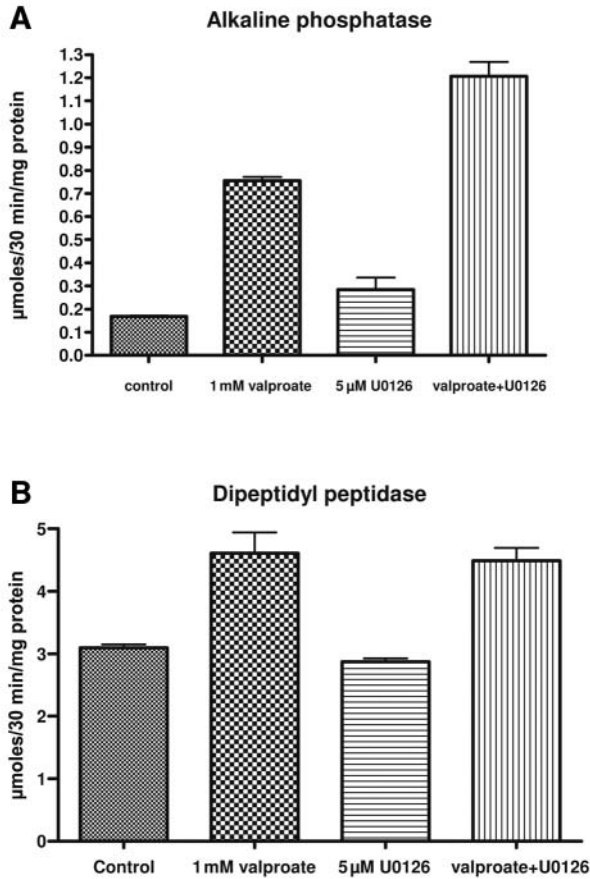 A
Alkaline phosphatase
µmoles/30 min/mg protein
1.3
1.2
1.1
1.0
0.9
0.8
0.7
0.6
0.5
0.4
0.3
0.2
0.1
0.0
control 1 mM valproate 5 µM U0126 valproate+U0126
B
Dipeptidyl peptidase
µmoles/30 min/mg protein
5
4
3
2
1
0
Control 1 mM valproate 5 µM U0126 valproate+U0126